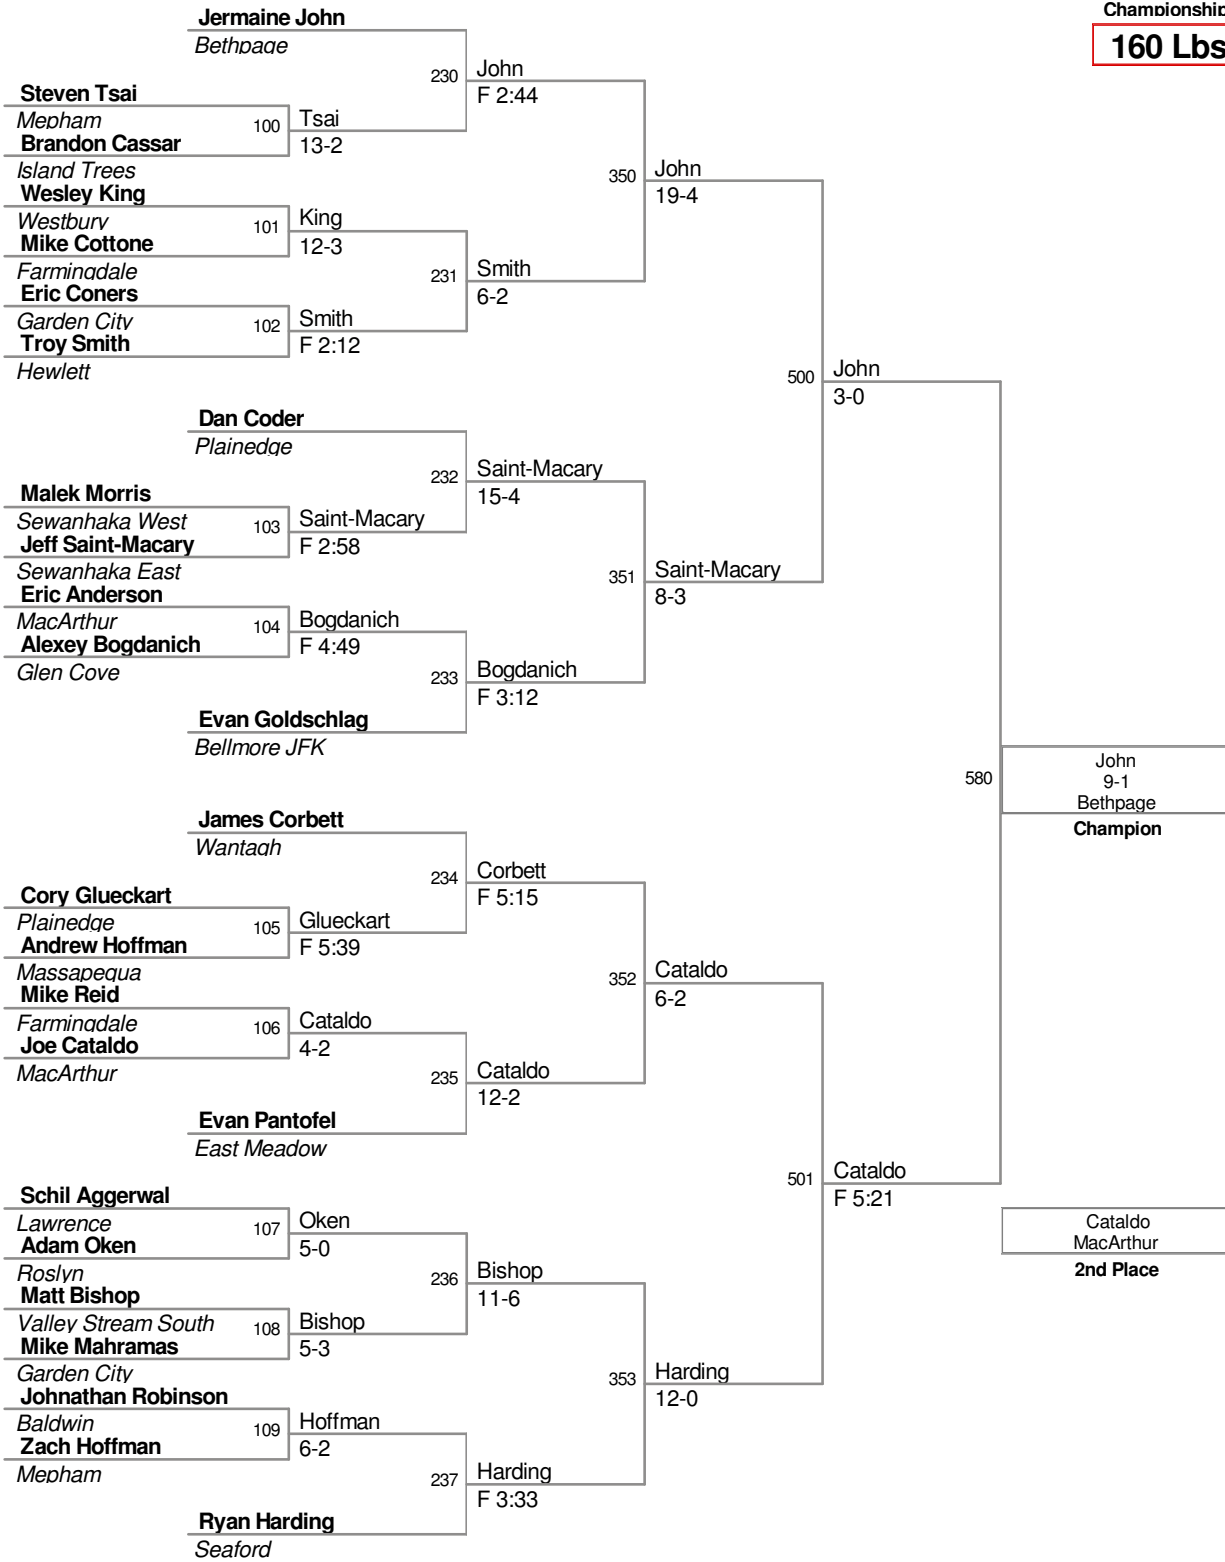 Championship
160 Lbs
Jermaine John
Bethpage
230
John
F 2:44
Steven Tsai
Mepham
100
Tsai
13-2
Brandon Cassar
Island Trees
350
John
19-4
Wesley King
Westbury
101
King
12-3
Mike Cottone
Farmingdale
231
Smith
6-2
Eric Coners
Garden City
102
Smith
F 2:12
Troy Smith
Hewlett
500
John
3-0
Dan Coder
Plainedge
232
Saint-Macary
15-4
Malek Morris
Sewanhaka West
103
Saint-Macary
F 2:58
Jeff Saint-Macary
Sewanhaka East
351
Saint-Macary
8-3
Eric Anderson
MacArthur
104
Bogdanich
F 4:49
Alexey Bogdanich
Glen Cove
233
Bogdanich
F 3:12
Evan Goldschlag
Bellmore JFK
580
John
9-1
Bethpage
Champion
James Corbett
Wantagh
234
Corbett
F 5:15
Cory Glueckart
Plainedge
105
Glueckart
F 5:39
Andrew Hoffman
Massapequa
352
Cataldo
6-2
Mike Reid
Farmingdale
106
Cataldo
4-2
Joe Cataldo
MacArthur
235
Cataldo
12-2
Evan Pantofel
East Meadow
501
Cataldo
F 5:21
Schil Aggerwal
Lawrence
107
Oken
5-0
Adam Oken
Roslyn
Cataldo
MacArthur
2nd Place
236
Bishop
11-6
Matt Bishop
Valley Stream South
108
Bishop
5-3
Mike Mahramas
Garden City
353
Harding
12-0
Johnathan Robinson
Baldwin
109
Hoffman
6-2
Zach Hoffman
Mepham
237
Harding
F 3:33
Ryan Harding
Seaford